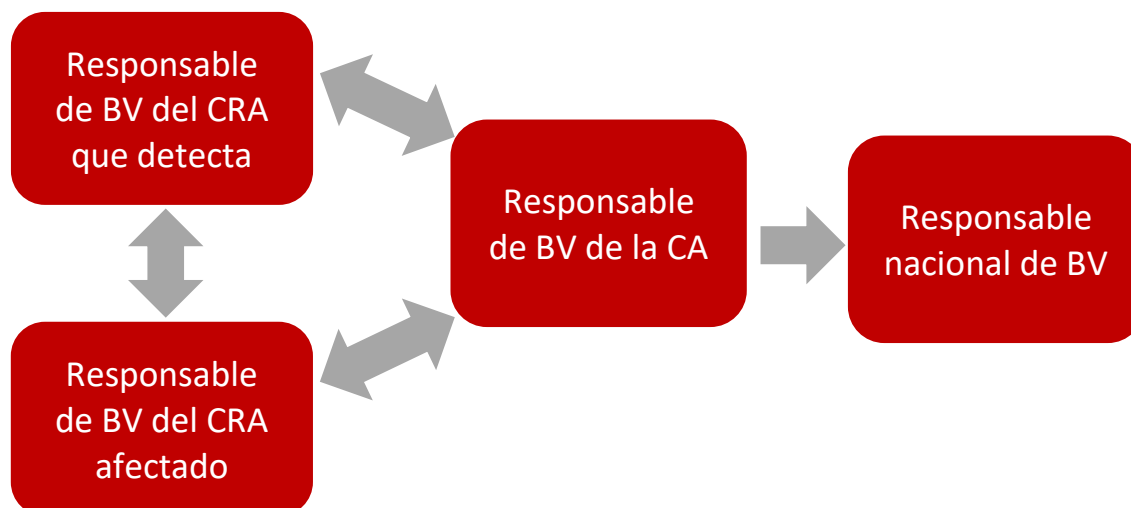 Responsable
de BV del CRA
que detecta
Responsable
de BV del CRA
afectado
Responsable
de BV de la CA
Responsable
nacional de BV